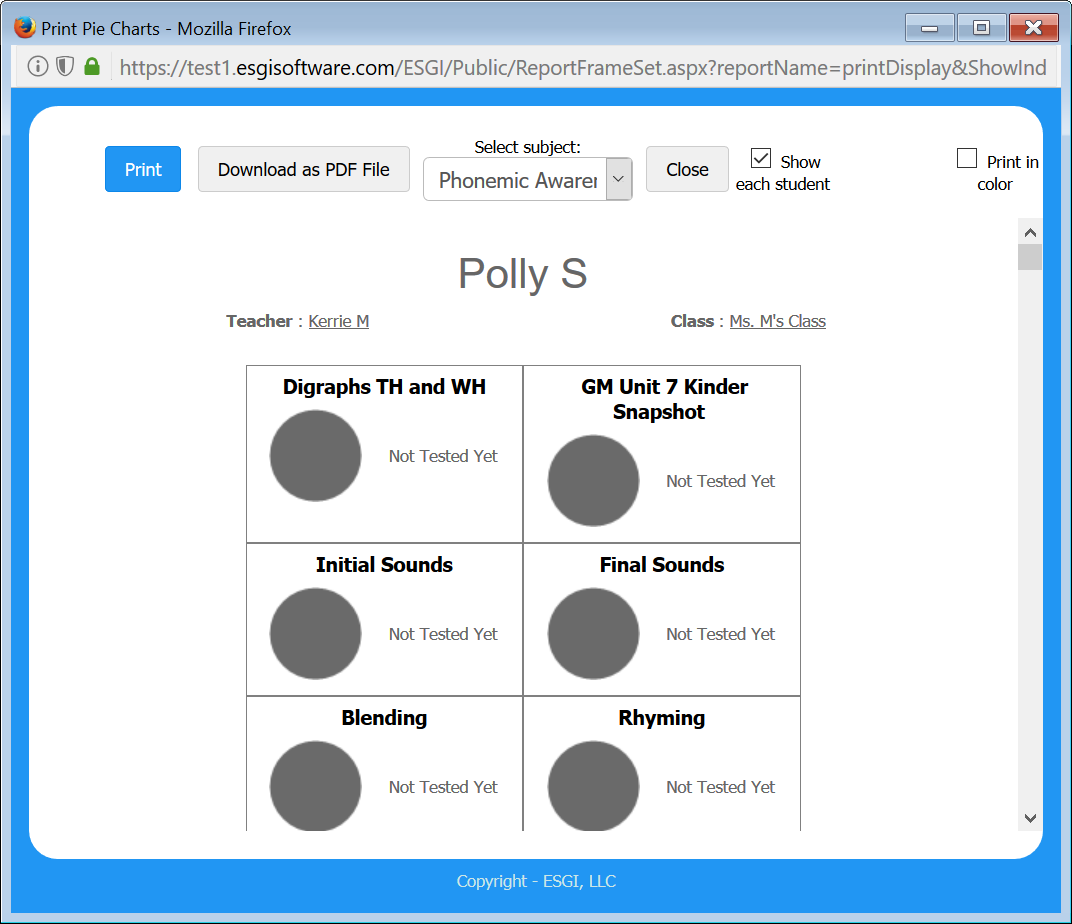 Print Pie Charts - Mozilla Firefox
https://test1.esgisoftware.com/ESGI/Public/ReportFrameSet.aspx?reportName=printDisplay&ShowInd
Print
Download as PDF File
Select subject:
Phonemic Awarer
Close
Show
each student
Print in
color
Polly S
Teacher : Kerrie M
Class : Ms. M's Class
Digraphs TH and WH
Not Tested Yet
GM Unit 7 Kinder
Snapshot
Not Tested Yet
Initial Sounds
Not Tested Yet
Final Sounds
Not Tested Yet
Blending
Not Tested Yet
Rhyming
Not Tested Yet
Copyright - ESGI, LLC